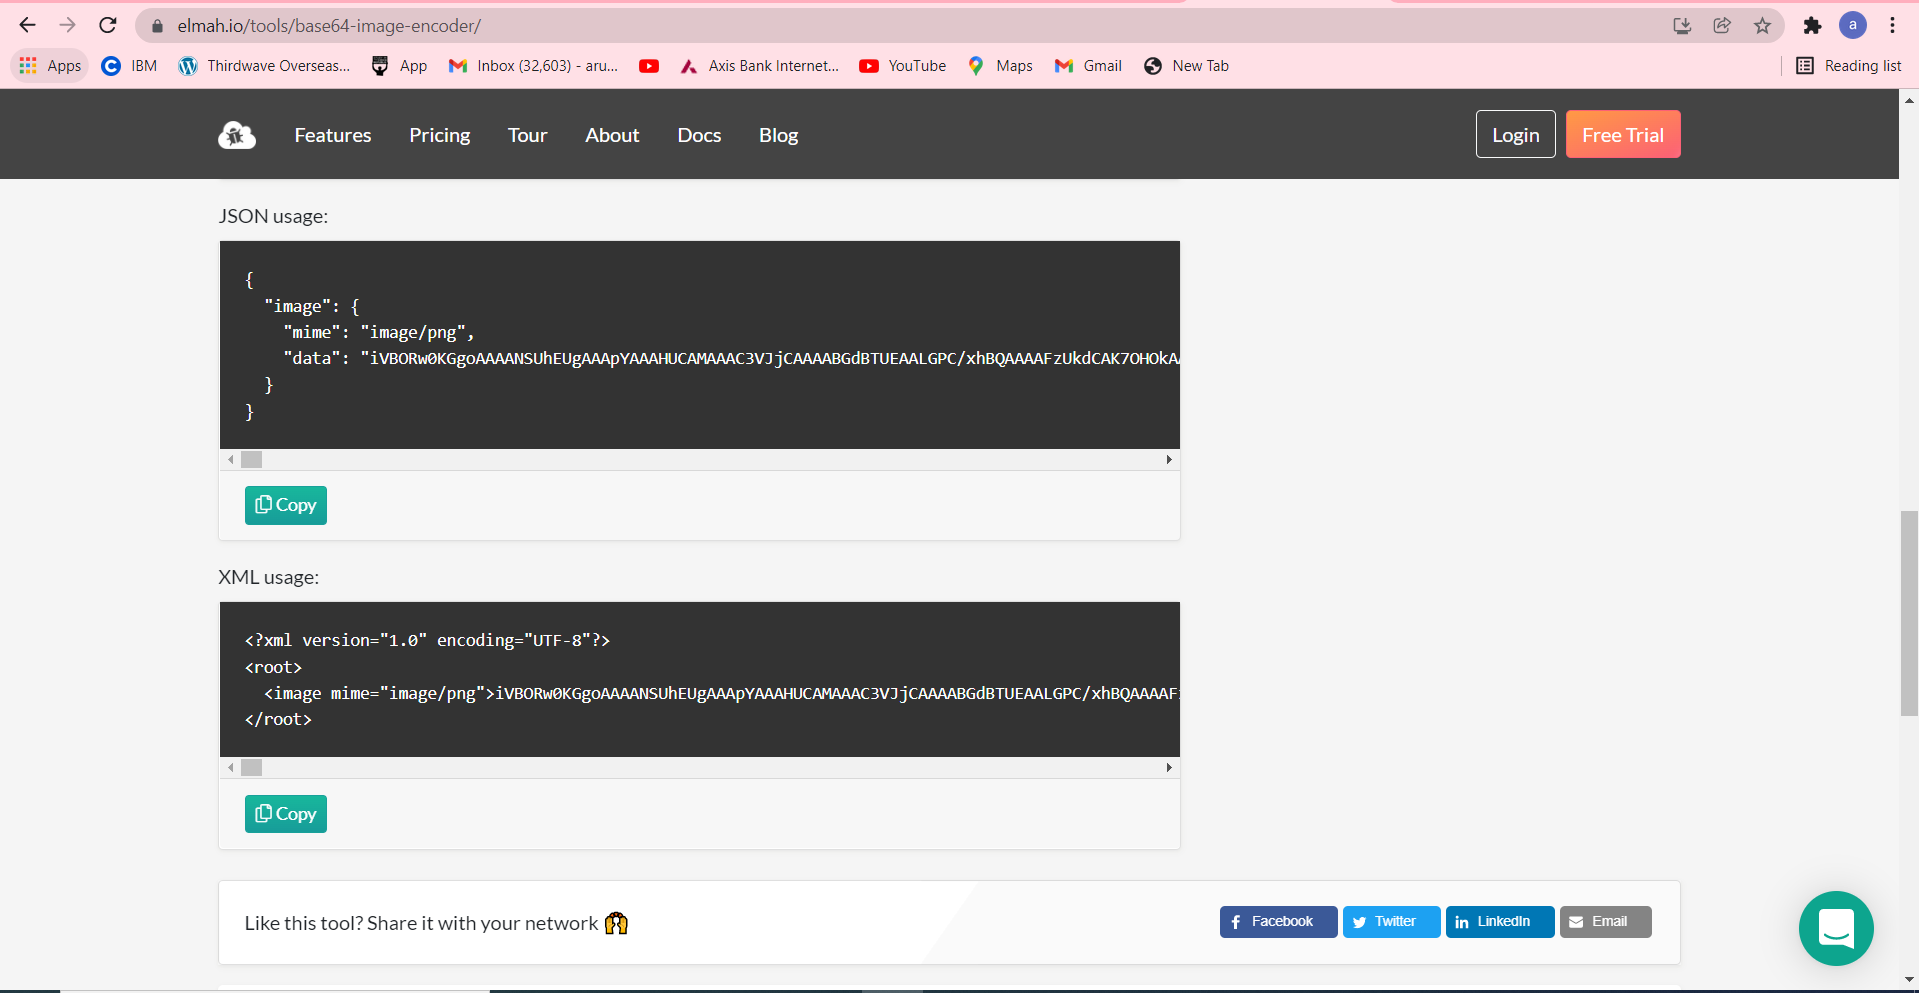 elmah.io/tools/base64-image-encoder/
a
Apps IBM Thirdwave Overseas... App Inbox (32,603) - aru... Axis Bank Internet... YouTube Maps Gmail New Tab Reading list
Features Pricing Tour About Docs Blog Login Free Trial
JSON usage:
{
"image": {
"mime": "image/png",
"data": "iVBORw0KGgoAAAANSUhEUgAAApYAAAHUCAMAAAC3VJjCAAAABGdBTUEAALGPC/xhBQAAAAFzUkdCAK7OHOkA
}
}
Copy
XML usage:
<?xml version="1.0" encoding="UTF-8"?>
<root>
<image mime="image/png">iVBORw0KGgoAAAANSUhEUgAAApYAAAHUCAMAAAC3VJjCAAAABGdBTUEAALGPC/xhBQAAAAF
</root>
Copy
Like this tool? Share it with your network
Facebook Twitter LinkedIn Email